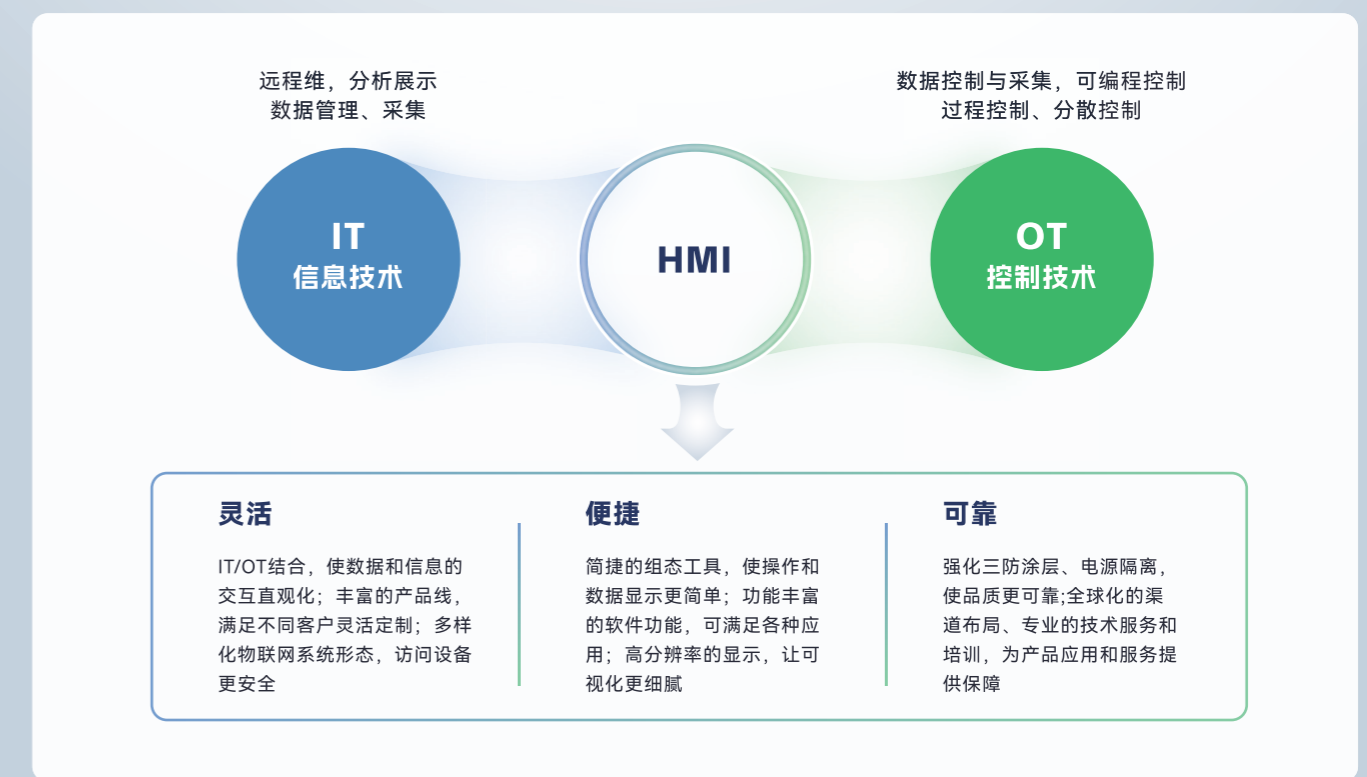 远程维，分析展示
数据管理、采集
数据控制与采集，可编程控制
过程控制、分散控制
IT
信息技术
HMI
OT
控制技术
灵活
IT/OT结合，使数据和信息的
交互直观化；丰富的产品线，
满足不同客户灵活定制；多样
化物联网系统形态，访问设备
更安全
便捷
简捷的组态工具，使操作和
数据显示更简单；功能丰富
的软件功能，可满足各种应
用；高分辨率的显示，让可
视化更细腻
可靠
强化三防涂层、电源隔离，
使品质更可靠;全球化的渠
道布局、专业的技术服务和
培训，为产品应用和服务提
供保障